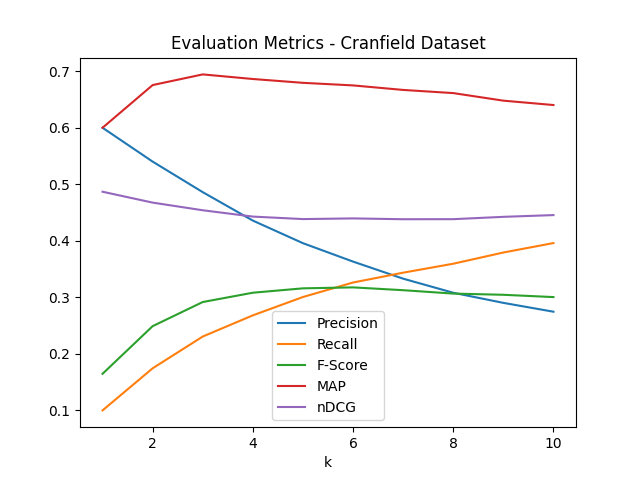 Evaluation Metrics - Cranfield Dataset
0.7
0.6
0.5
0.4
0.3
0.2
0.1
Precision
Recall
F-Score
MAP
nDCG
2 4 6 8 10
k